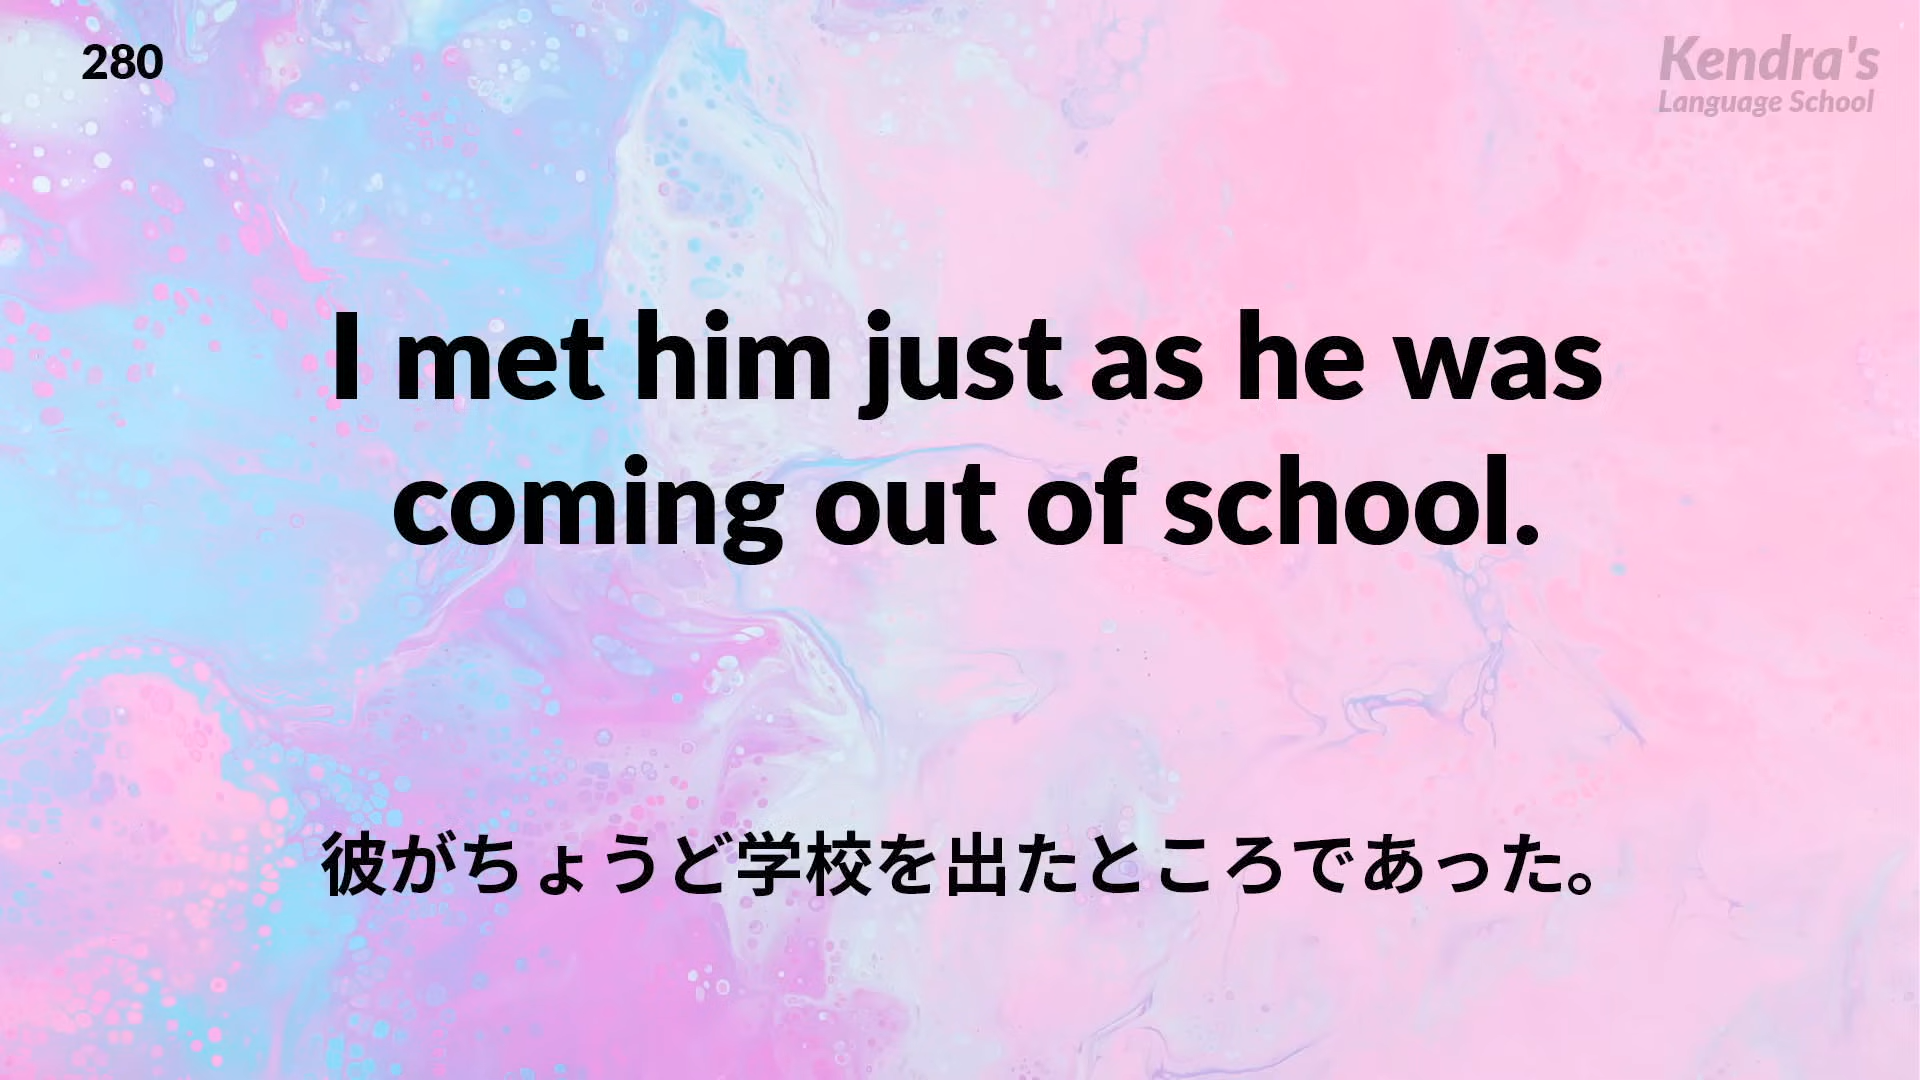 280
Kendra's
Language School
I met him just as he was
coming out of school.
彼がちょうど学校を出たところであった。